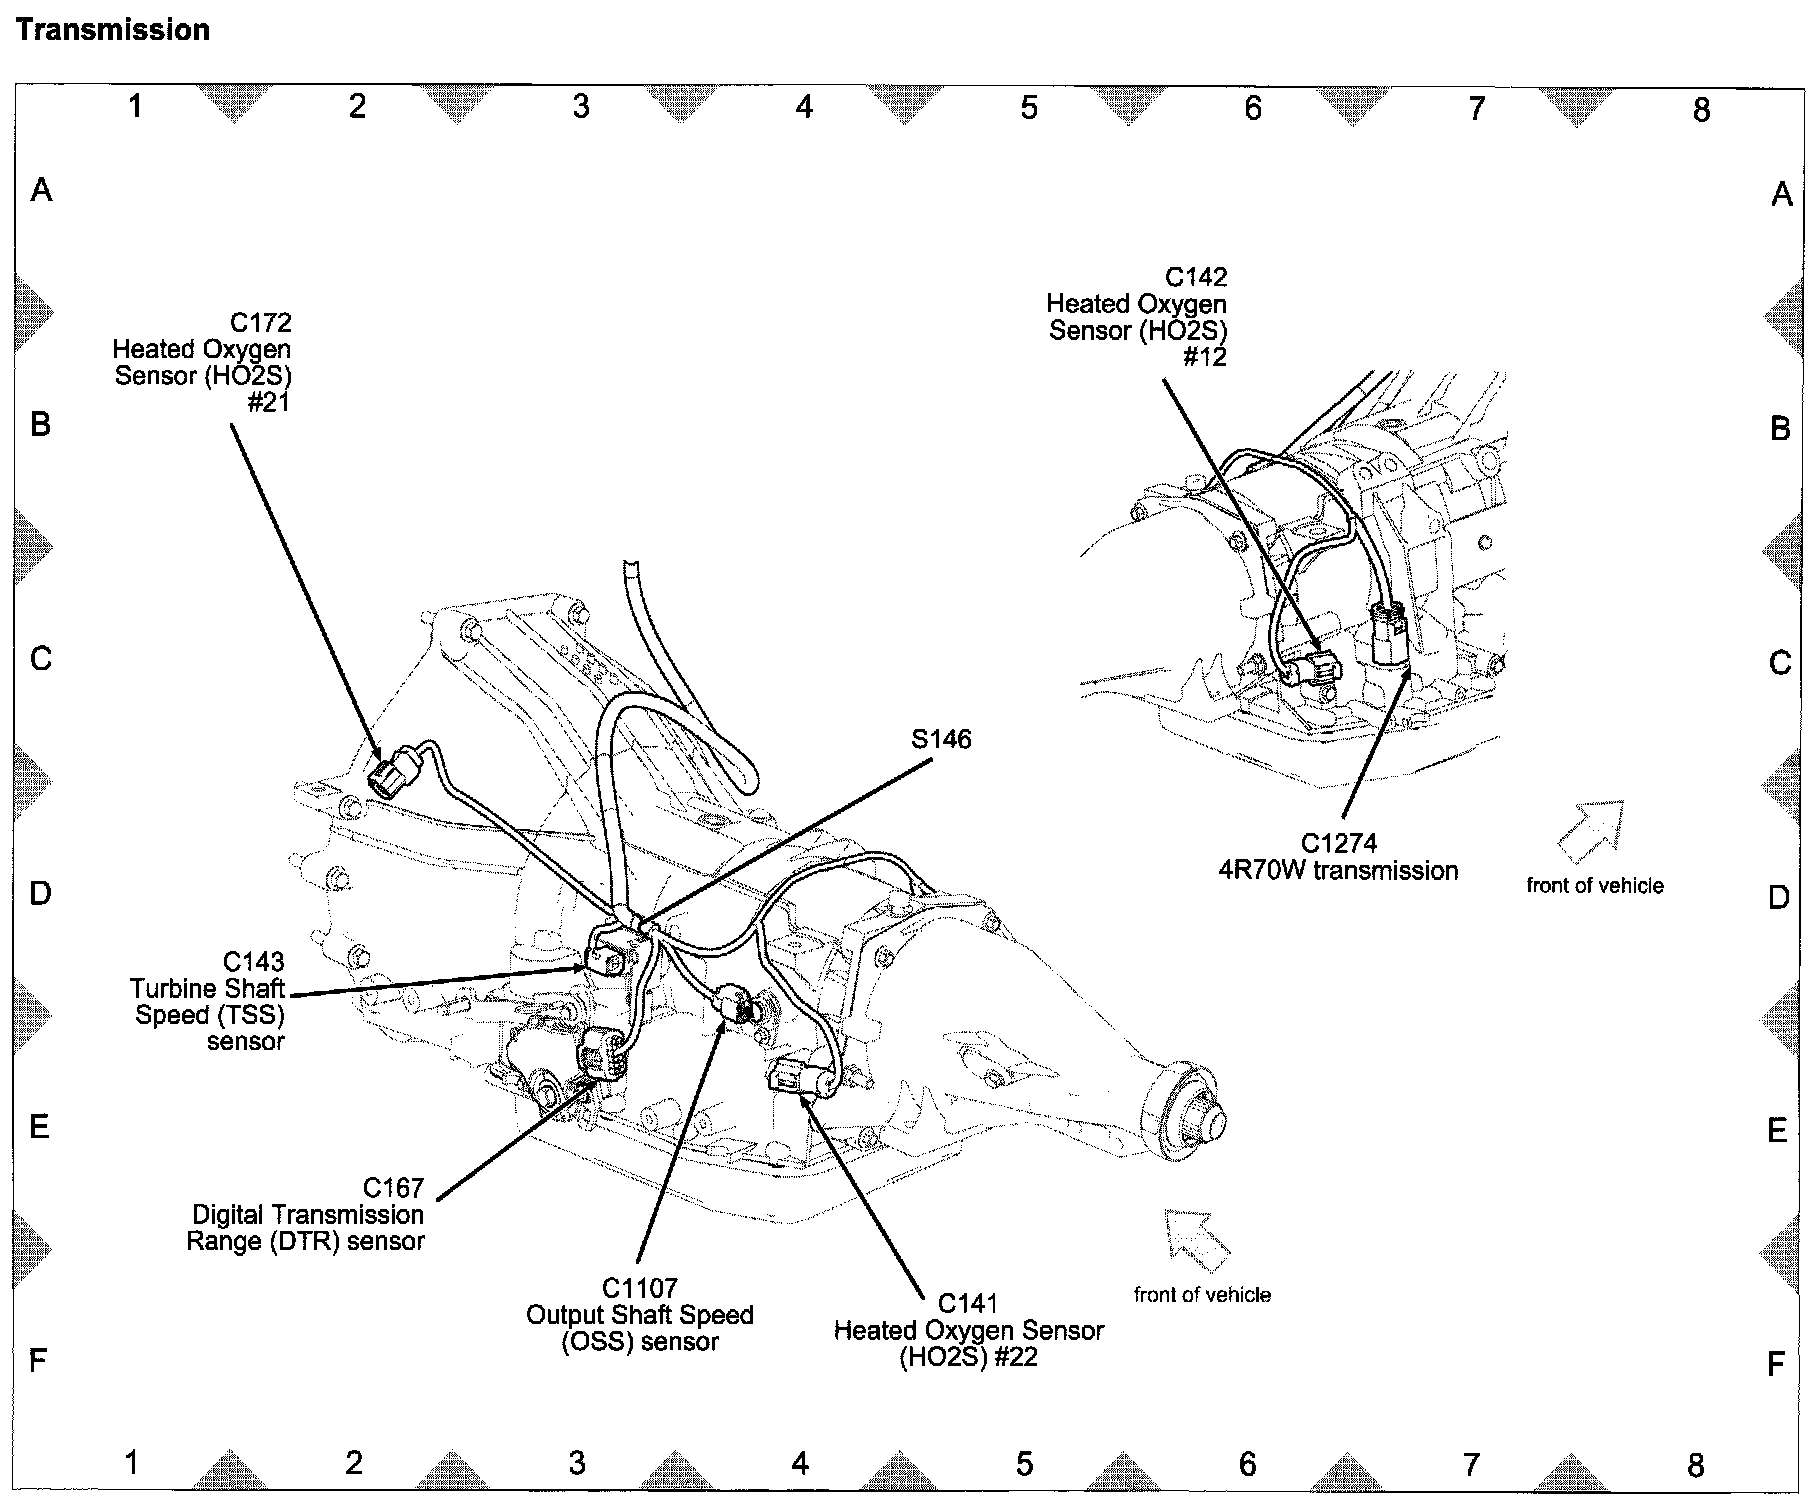 Transmission
1 2 3 4 5 6 7 8
A A
C142
Heated Oxygen
Sensor (HO2S)
#12
C172
Heated Oxygen
Sensor (HO2S)
#21
B B
C C
S146
C1274
4R70W transmission
front of vehicle
D D
C143
Turbine Shaft
Speed (TSS)
sensor
E E
C167
Digital Transmission
Range (DTR) sensor
C1107
Output Shaft Speed
(OSS) sensor
C141
Heated Oxygen Sensor
(HO2S) #22
front of vehicle
F F
1 2 3 4 5 6 7 8